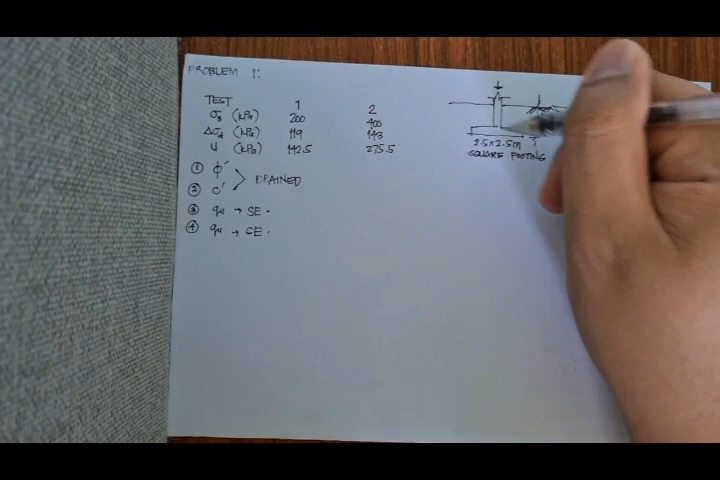 PROBLEM 1:
TEST 1 2
σ3 (kPa) 200 400
Δσd (kPa) 119 143
u (kPa) 142.5 275.5
① φ'
② c' > DRAINED
③ qu → SE.
④ qu → CE.
2.5 x 2.5m
SQUARE FOOTING